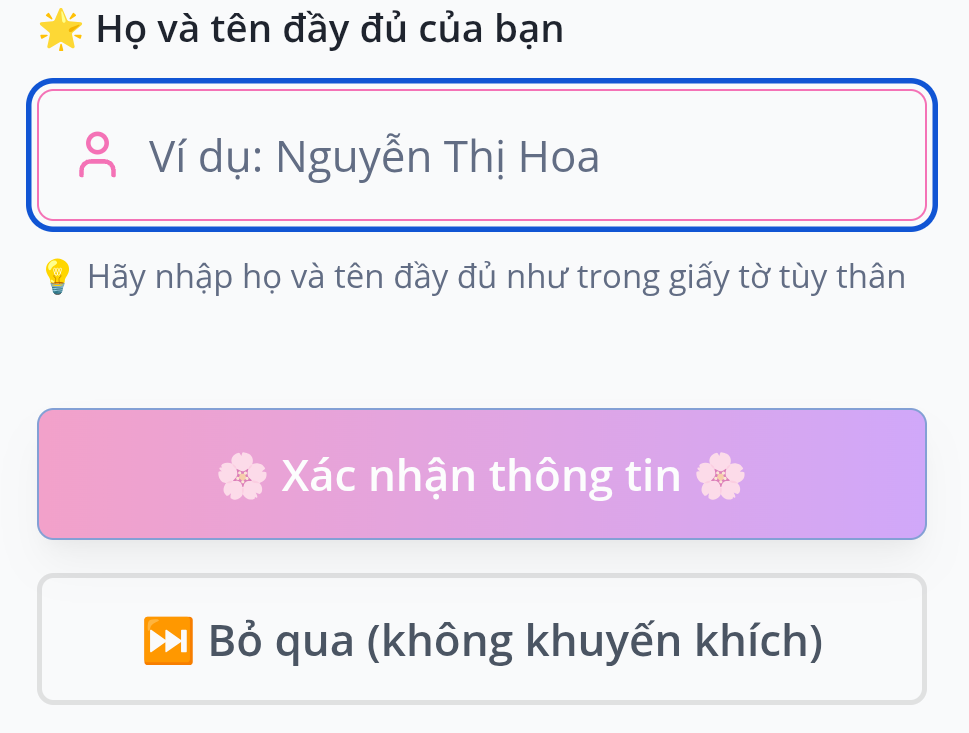 🌟 Họ và tên đầy đủ của bạn
Ví dụ: Nguyễn Thị Hoa
💡 Hãy nhập họ và tên đầy đủ như trong giấy tờ tùy thân
🌸 Xác nhận thông tin 🌸
⏭️ Bỏ qua (không khuyến khích)